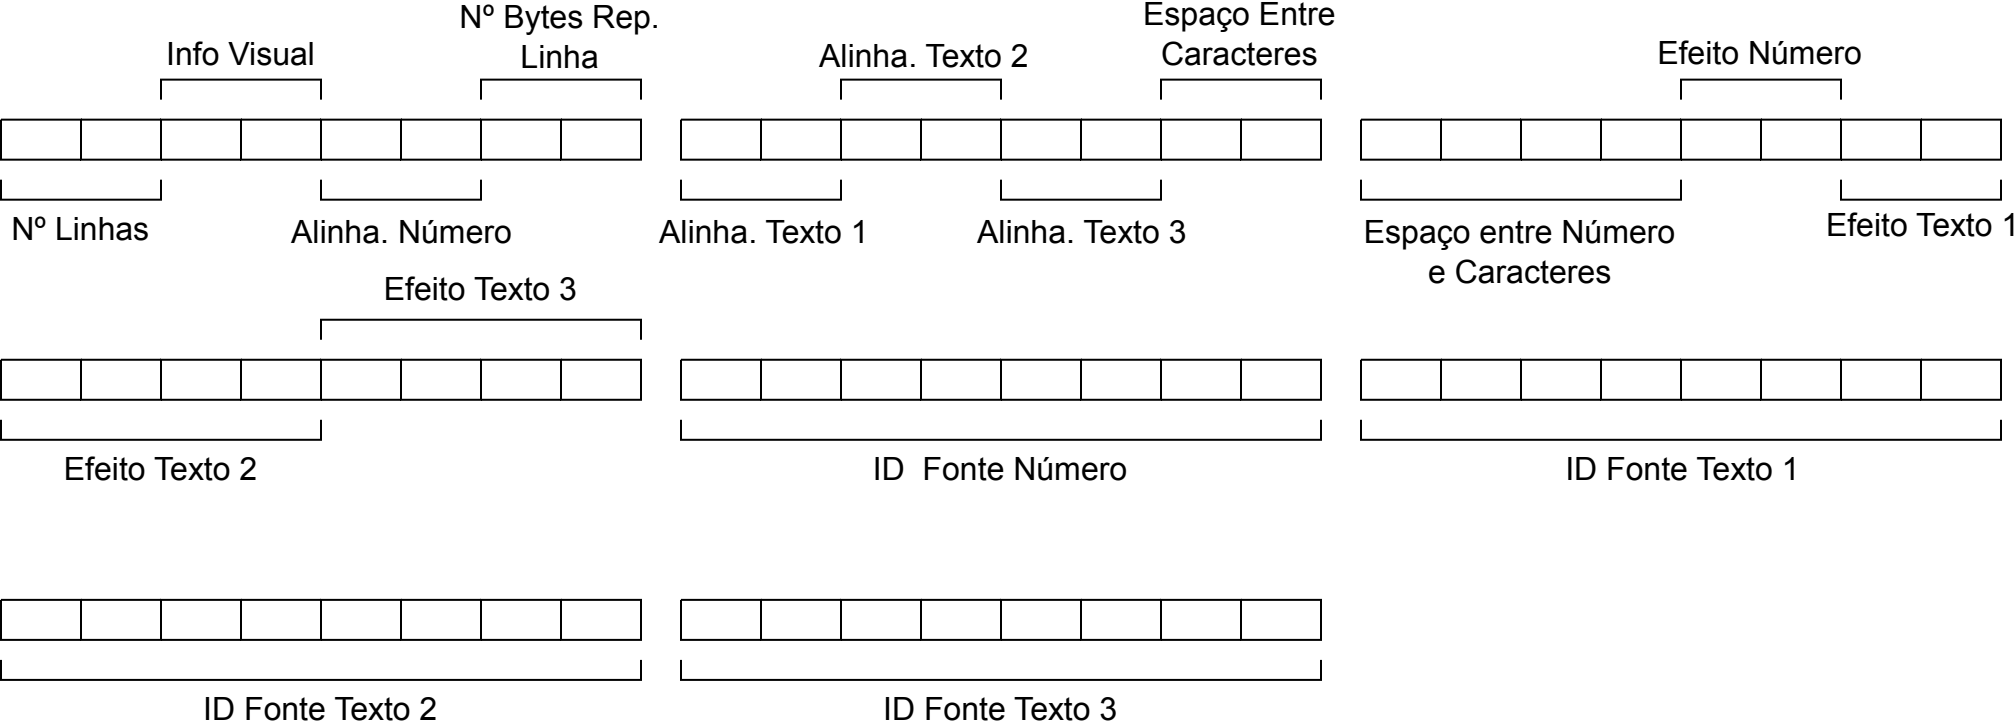 Nº Bytes Rep.
Linha
Info Visual
Alinha. Texto 2
Espaço Entre
Caracteres
Efeito Número
Nº Linhas
Alinha. Número
Alinha. Texto 1
Alinha. Texto 3
Espaço entre Número
e Caracteres
Efeito Texto 1
Efeito Texto 3
Efeito Texto 2
ID Fonte Número
ID Fonte Texto 1
ID Fonte Texto 2
ID Fonte Texto 3